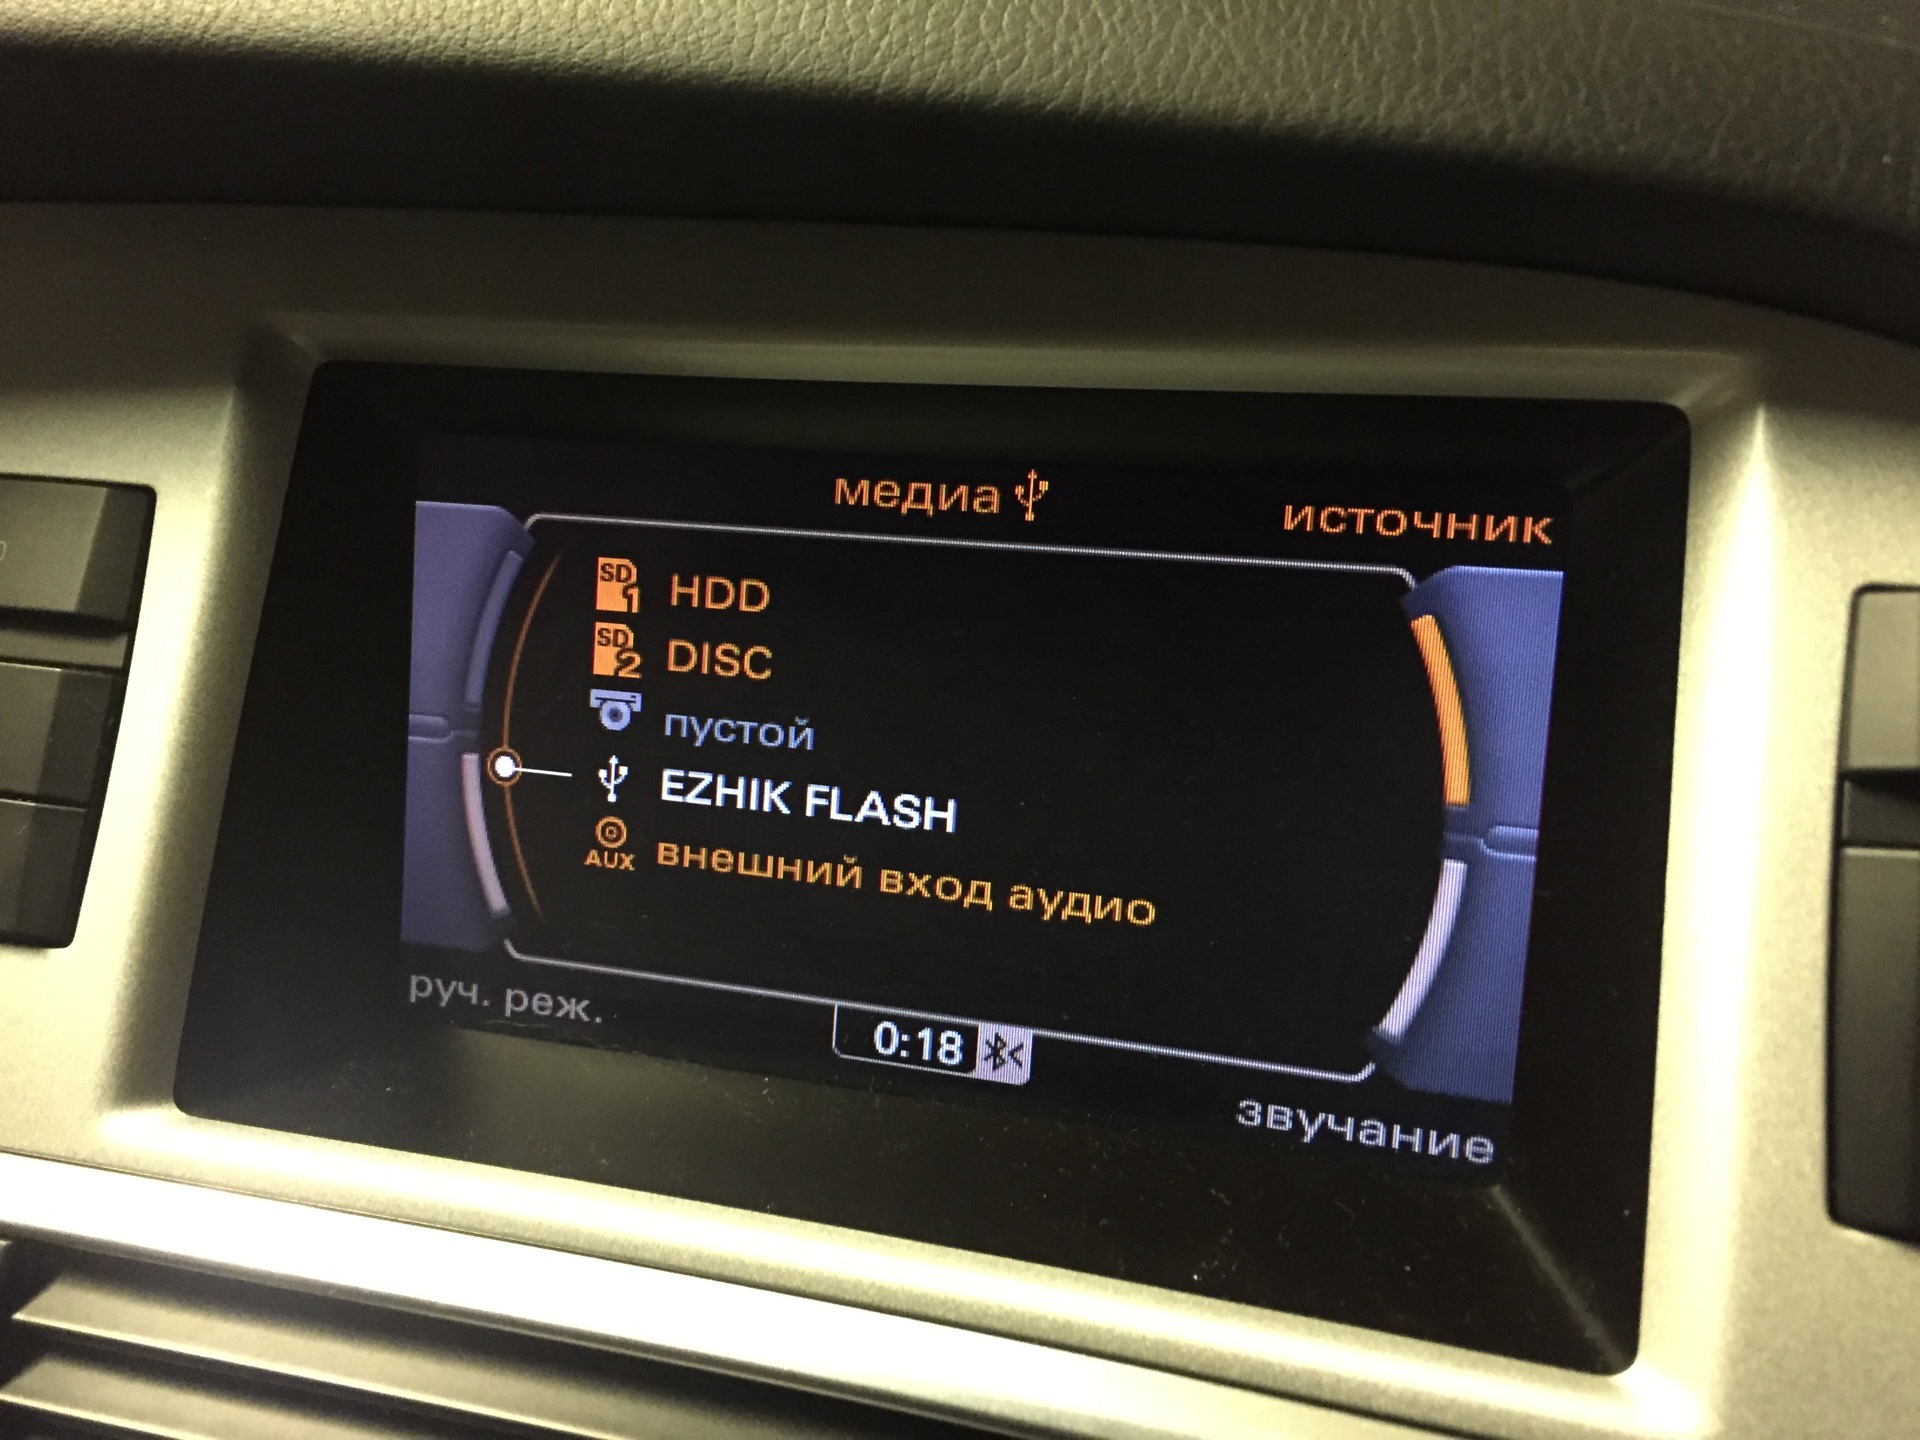 медиа
источник
SD 1 HDD
SD 2 DISC
пустой
EZHIK FLASH
AUX внешний вход аудио
руч. реж.
0:18
звучание